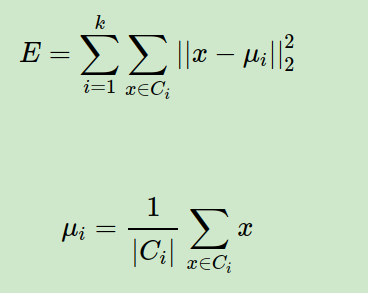 E = \sum_{i=1}^{k} \sum_{x \in C_i} ||x - \mu_i||_2^2
\mu_i = \frac{1}{|C_i|} \sum_{x \in C_i} x